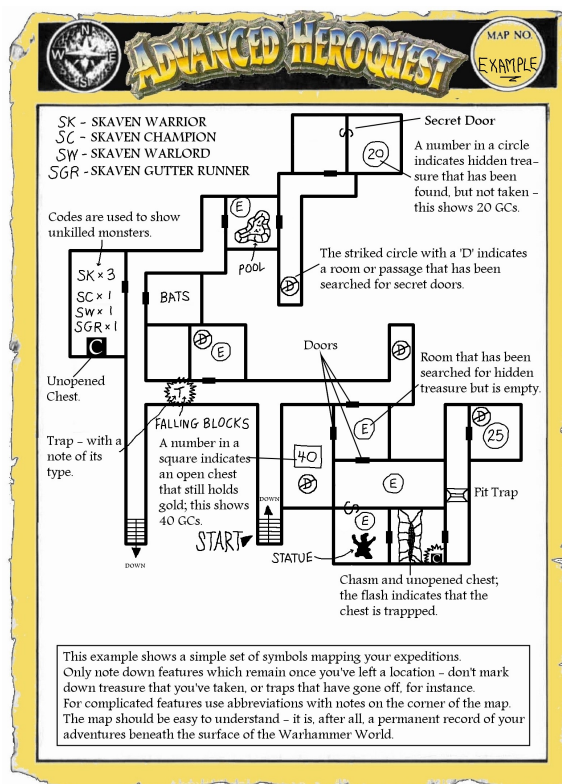 ADVANCED HEROQUEST
MAP NO.
EXAMPLE
N
W
E
S
SK - SKAVEN WARRIOR
SC - SKAVEN CHAMPION
SW - SKAVEN WARLORD
SGR - SKAVEN GUTTER RUNNER
Secret Door
A number in a circle
indicates hidden trea-
sure that has been
found, but not taken –
this shows 20 GCs.
S
20
Codes are used to show
unkilled monsters.
E
POOL
The striked circle with a 'D' indicates
a room or passage that has been
searched for secret doors.
D
SK x 3
SC x 1
SW x 1
SGR x 1
C
BATS
Unopened
Chest.
D
E
Doors
D
Room that has been
searched for hidden
treasure but is empty.
T
FALLING BLOCKS
Trap – with a
note of its
type.
A number in a
square indicates
an open chest
that still holds
gold; this shows
40 GCs.
40
D
E
E
D
25
Pit Trap
DOWN
START
DOWN
S
E
STATUE
C
Chasm and unopened chest;
the flash indicates that the
chest is trappped.
This example shows a simple set of symbols mapping your expeditions.
Only note down features which remain once you've left a location – don't mark
down treasure that you've taken, or traps that have gone off, for instance.
For complicated features use abbreviations with notes on the corner of the map.
The map should be easy to understand – it is, after all, a permanent record of your
adventures beneath the surface of the Warhammer World.